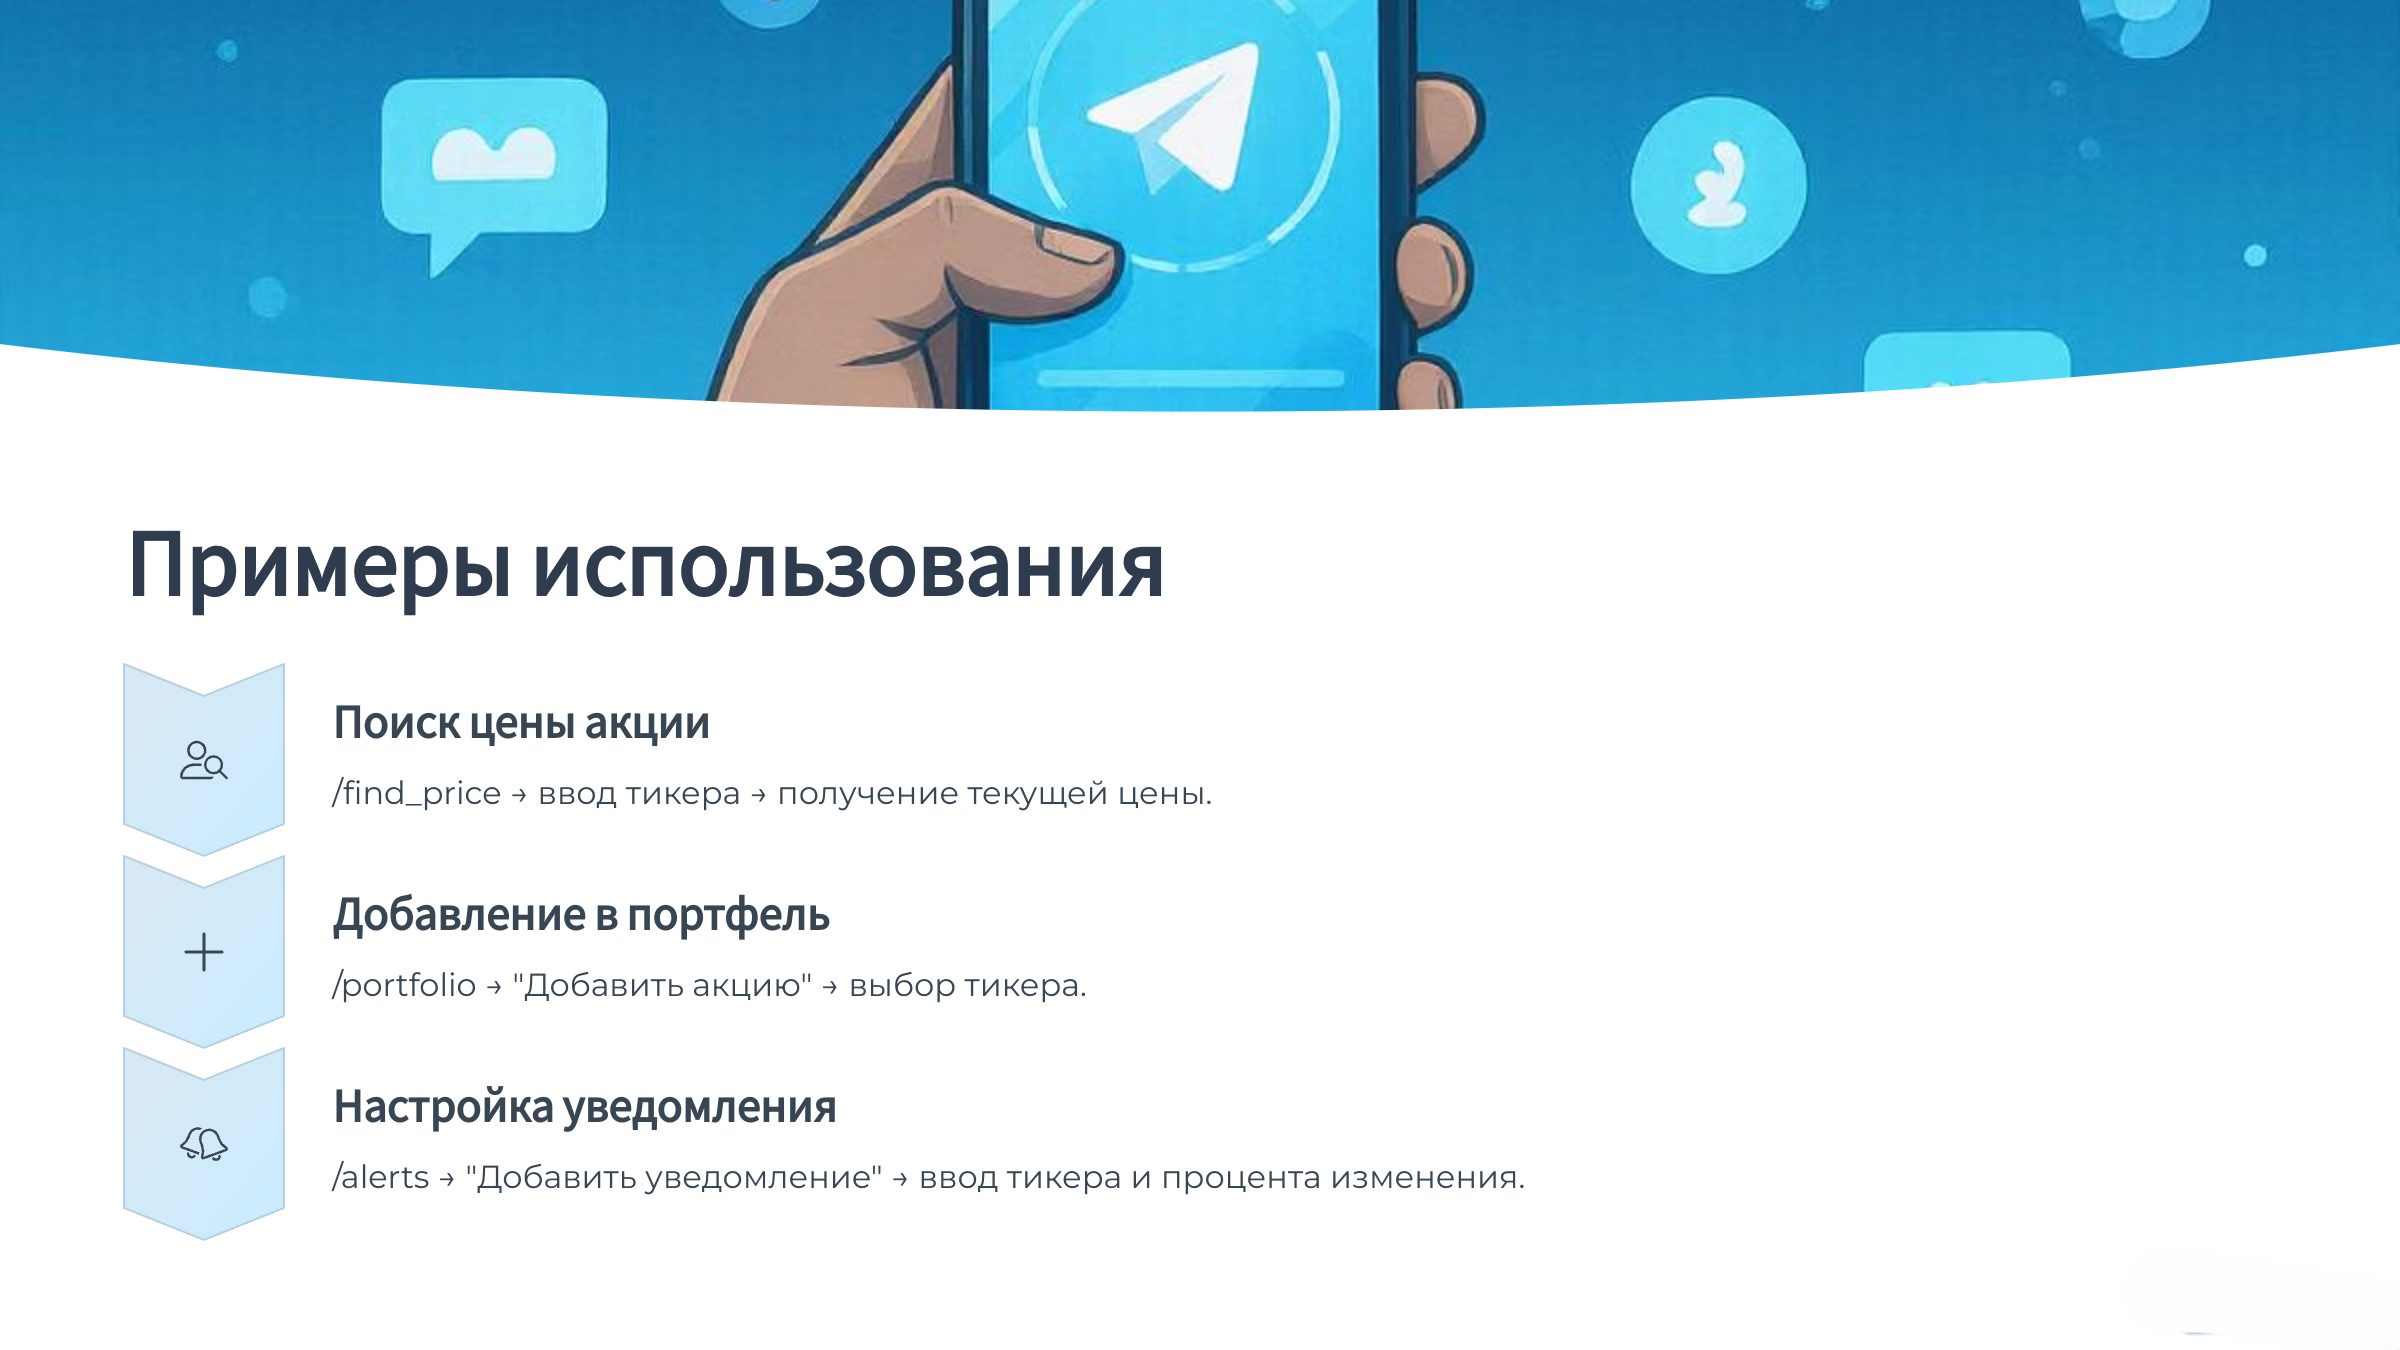 Примеры использования
Поиск цены акции
/find_price → ввод тикера → получение текущей цены.
Добавление в портфель
/portfolio → "Добавить акцию" → выбор тикера.
Настройка уведомления
/alerts → "Добавить уведомление" → ввод тикера и процента изменения.